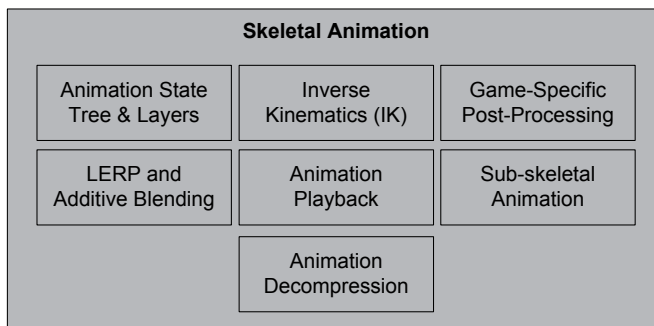 Skeletal Animation
Animation State
Tree & Layers
Inverse
Kinematics (IK)
Game-Specific
Post-Processing
LERP and
Additive Blending
Animation
Playback
Sub-skeletal
Animation
Animation
Decompression